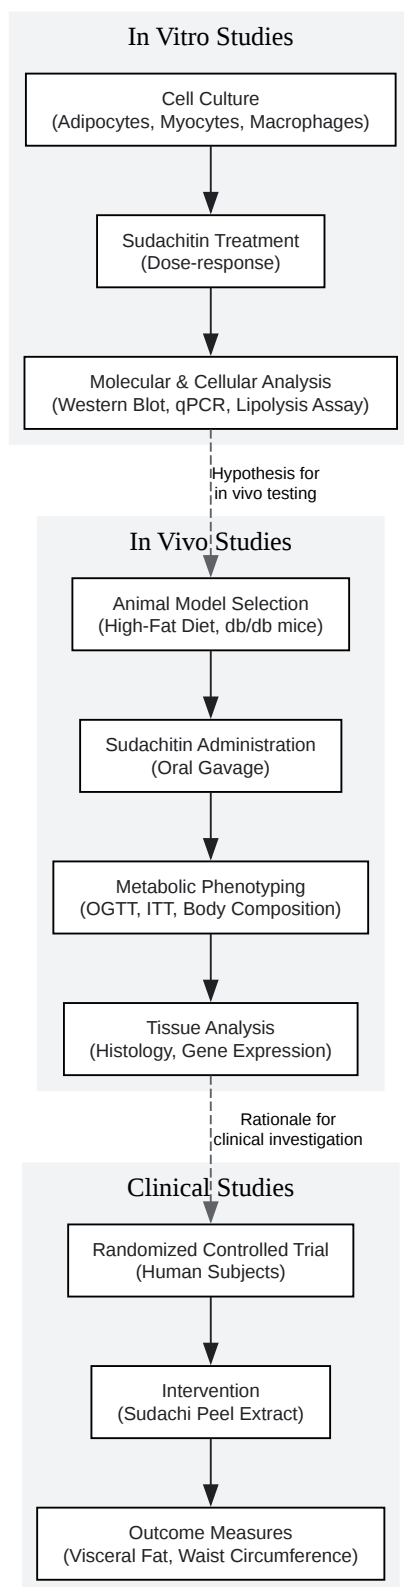 In Vitro Studies
Cell Culture
(Adipocytes, Myocytes, Macrophages)
Sudachitin Treatment
(Dose-response)
Molecular & Cellular Analysis
(Western Blot, qPCR, Lipolysis Assay)
Hypothesis for
in vivo testing
In Vivo Studies
Animal Model Selection
(High-Fat Diet, db/db mice)
Sudachitin Administration
(Oral Gavage)
Metabolic Phenotyping
(OGTT, ITT, Body Composition)
Tissue Analysis
(Histology, Gene Expression)
Rationale for
clinical investigation
Clinical Studies
Randomized Controlled Trial
(Human Subjects)
Intervention
(Sudachi Peel Extract)
Outcome Measures
(Visceral Fat, Waist Circumference)